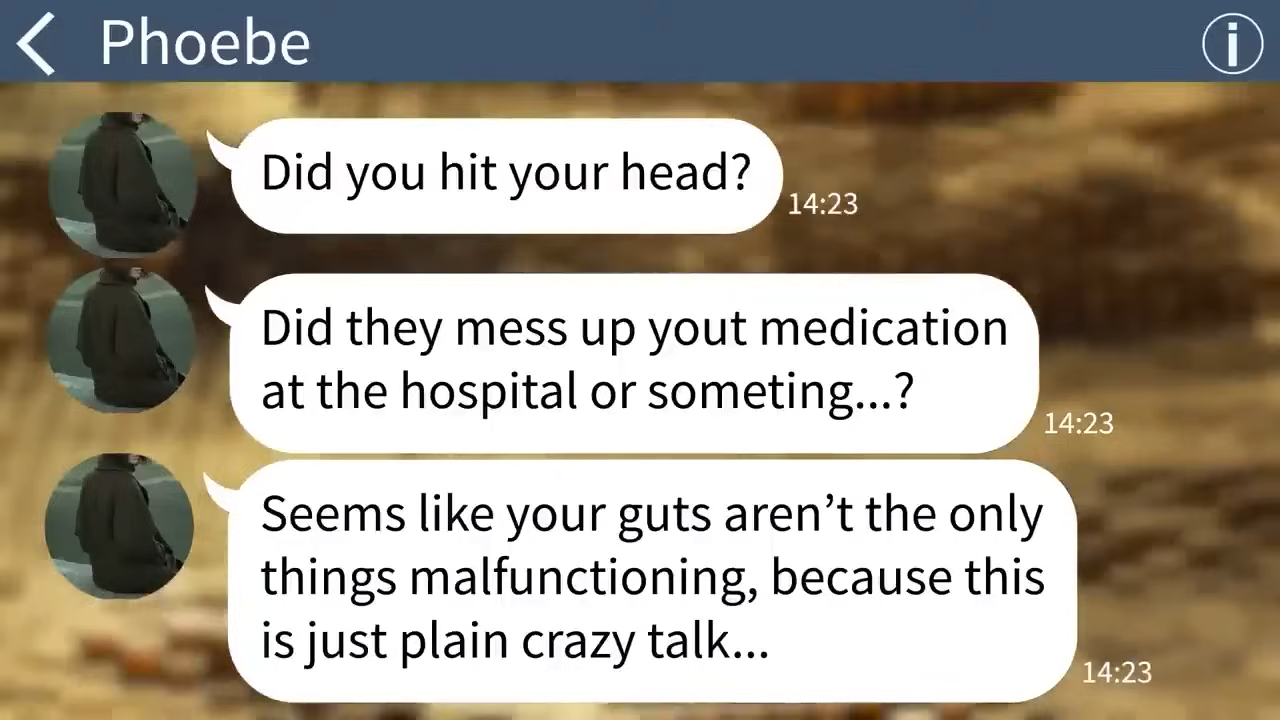 Phoebe
Did you hit your head?
14:23
Did they mess up yout medication
at the hospital or someting...?
14:23
Seems like your guts aren’t the only
things malfunctioning, because this
is just plain crazy talk...
14:23